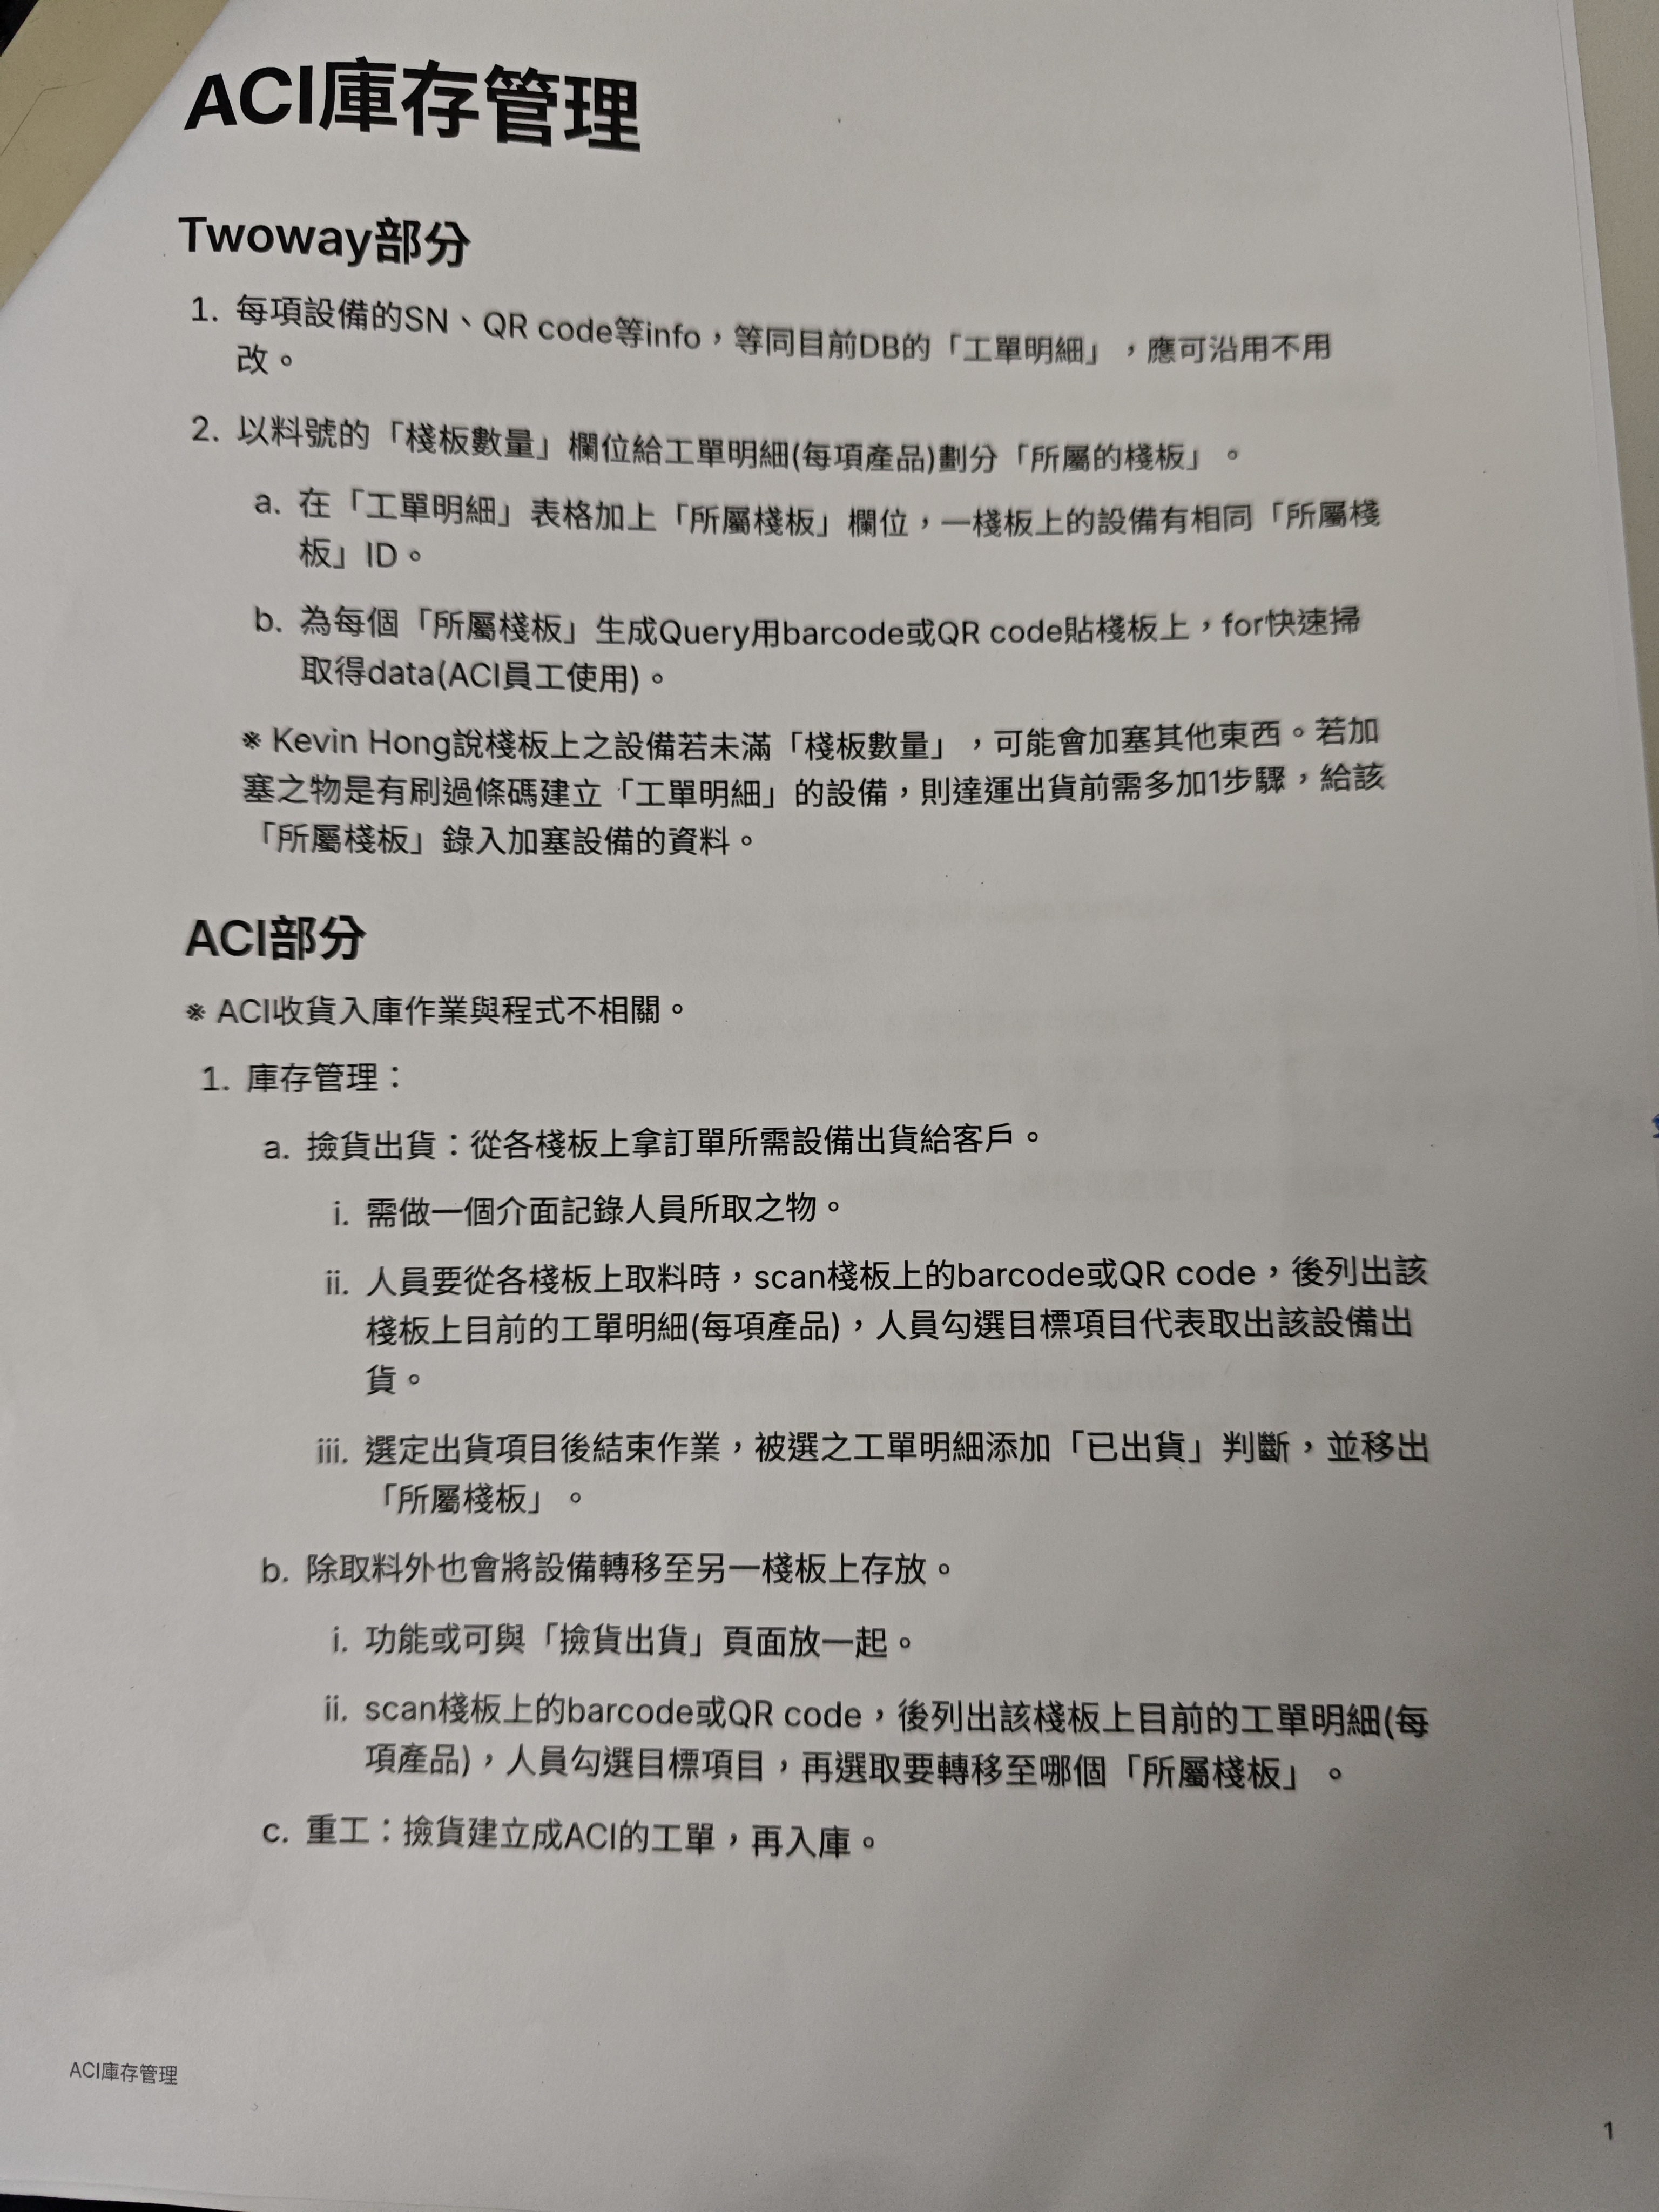 ACI庫存管理
Twoway部分
1. 每項設備的SN、QR code等info，等同目前DB的「工單明細」，應可沿用不用
改。
2. 以料號的「棧板數量」欄位給工單明細(每項產品)劃分「所屬的棧板」。
a. 在「工單明細」表格加上「所屬棧板」欄位，一棧板上的設備有相同「所屬棧
板」ID。
b. 為每個「所屬棧板」生成Query用barcode或QR code貼棧板上，for快速掃
取得data(ACI員工使用)。
※ Kevin Hong說棧板上之設備若未滿「棧板數量」，可能會加塞其他東西。若加
塞之物是有刷過條碼建立「工單明細」的設備，則達運出貨前需多加1步驟，給該
「所屬棧板」錄入加塞設備的資料。
ACI部分
※ ACI收貨入庫作業與程式不相關。
1. 庫存管理：
a. 撿貨出貨：從各棧板上拿訂單所需設備出貨給客戶。
i. 需做一個介面記錄人員所取之物。
ii. 人員要從各棧板上取料時，scan棧板上的barcode或QR code，後列出該
棧板上目前的工單明細(每項產品)，人員勾選目標項目代表取出該設備出
貨。
iii. 選定出貨項目後結束作業，被選之工單明細添加「已出貨」判斷，並移出
「所屬棧板」。
b. 除取料外也會將設備轉移至另一棧板上存放。
i. 功能或可與「撿貨出貨」頁面放一起。
ii. scan棧板上的barcode或QR code，後列出該棧板上目前的工單明細(每
項產品)，人員勾選目標項目，再選取要轉移至哪個「所屬棧板」。
c. 重工：撿貨建立成ACI的工單，再入庫。
ACI庫存管理
1